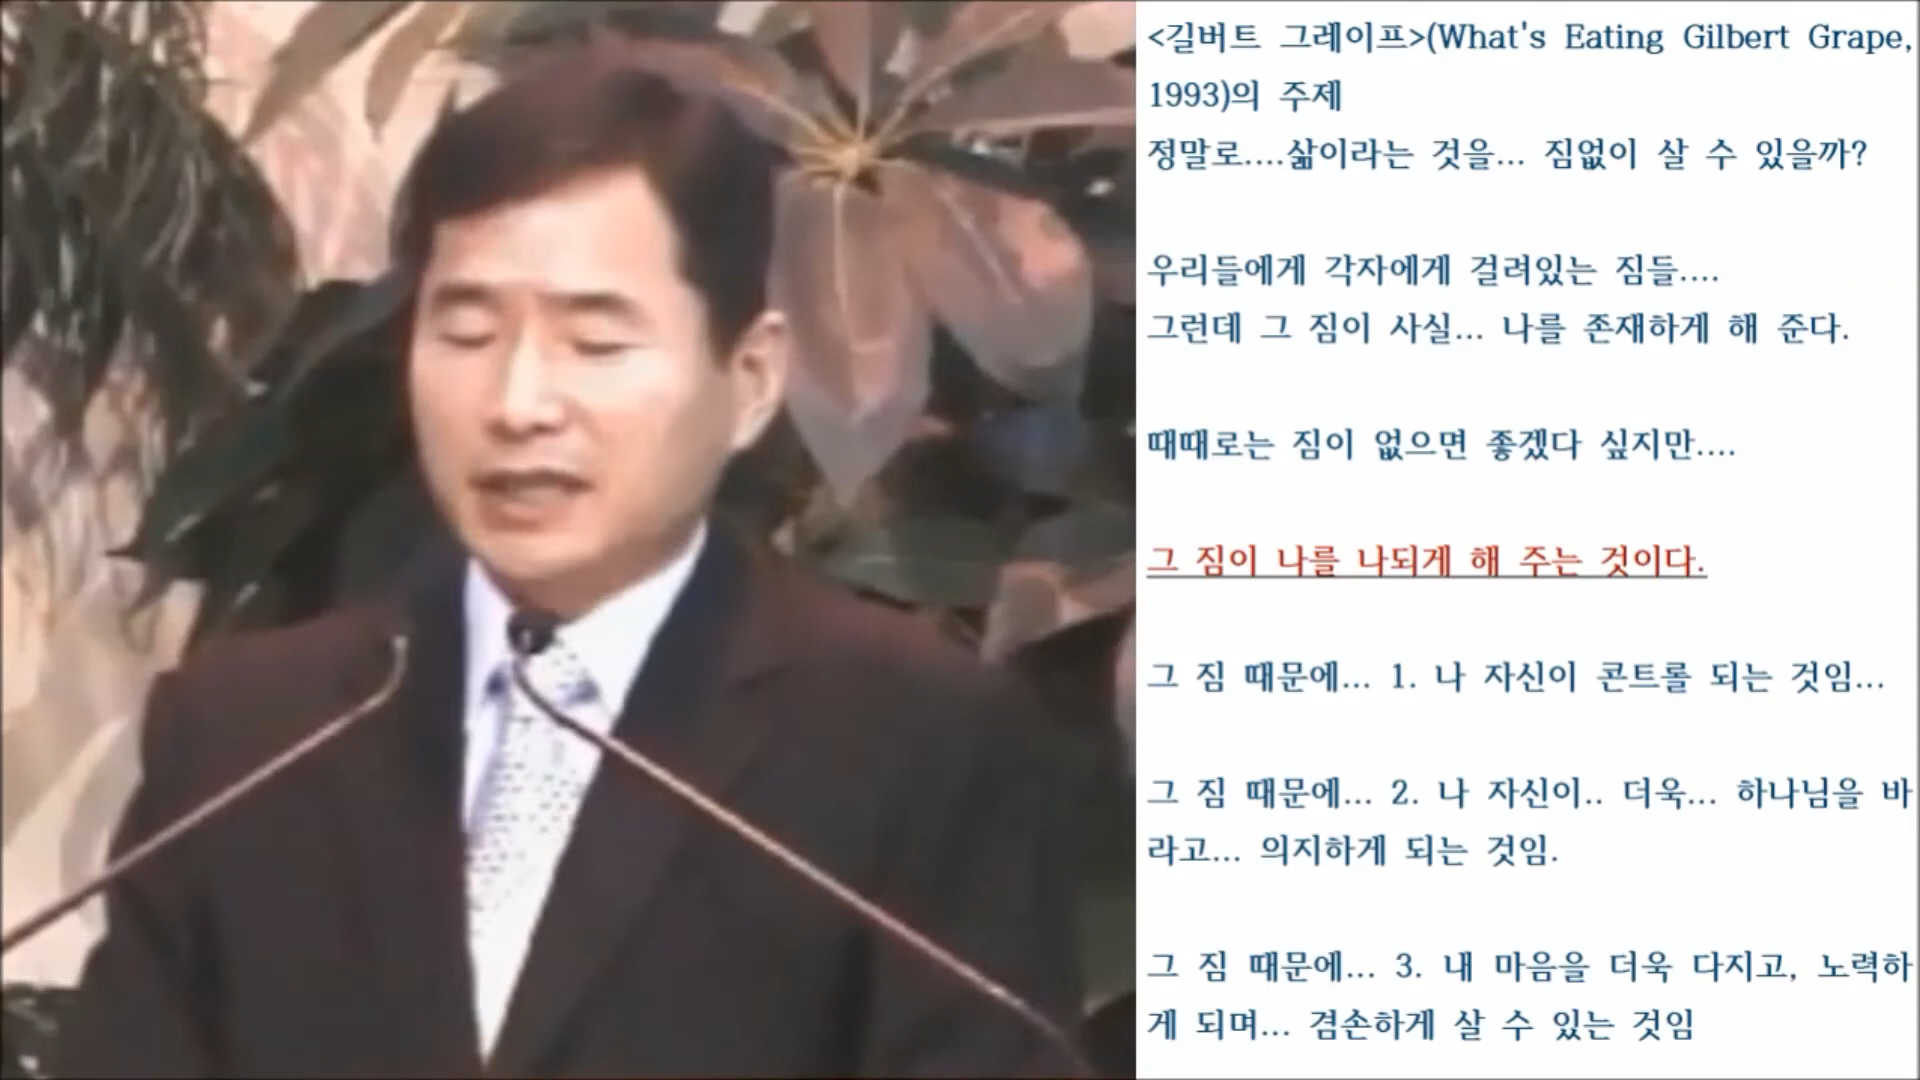 <길버트 그레이프>(What's Eating Gilbert Grape,
1993)의 주제
정말로....삶이라는 것을... 짐없이 살 수 있을까?
우리들에게 각자에게 걸려있는 짐들....
그런데 그 짐이 사실... 나를 존재하게 해 준다.
때때로는 짐이 없으면 좋겠다 싶지만....
그 짐이 나를 나되게 해 주는 것이다.
그 짐 때문에... 1. 나 자신이 콘트롤 되는 것임...
그 짐 때문에... 2. 나 자신이.. 더욱... 하나님을 바
라고... 의지하게 되는 것임.
그 짐 때문에... 3. 내 마음을 더욱 다지고, 노력하
게 되며... 겸손하게 살 수 있는 것임